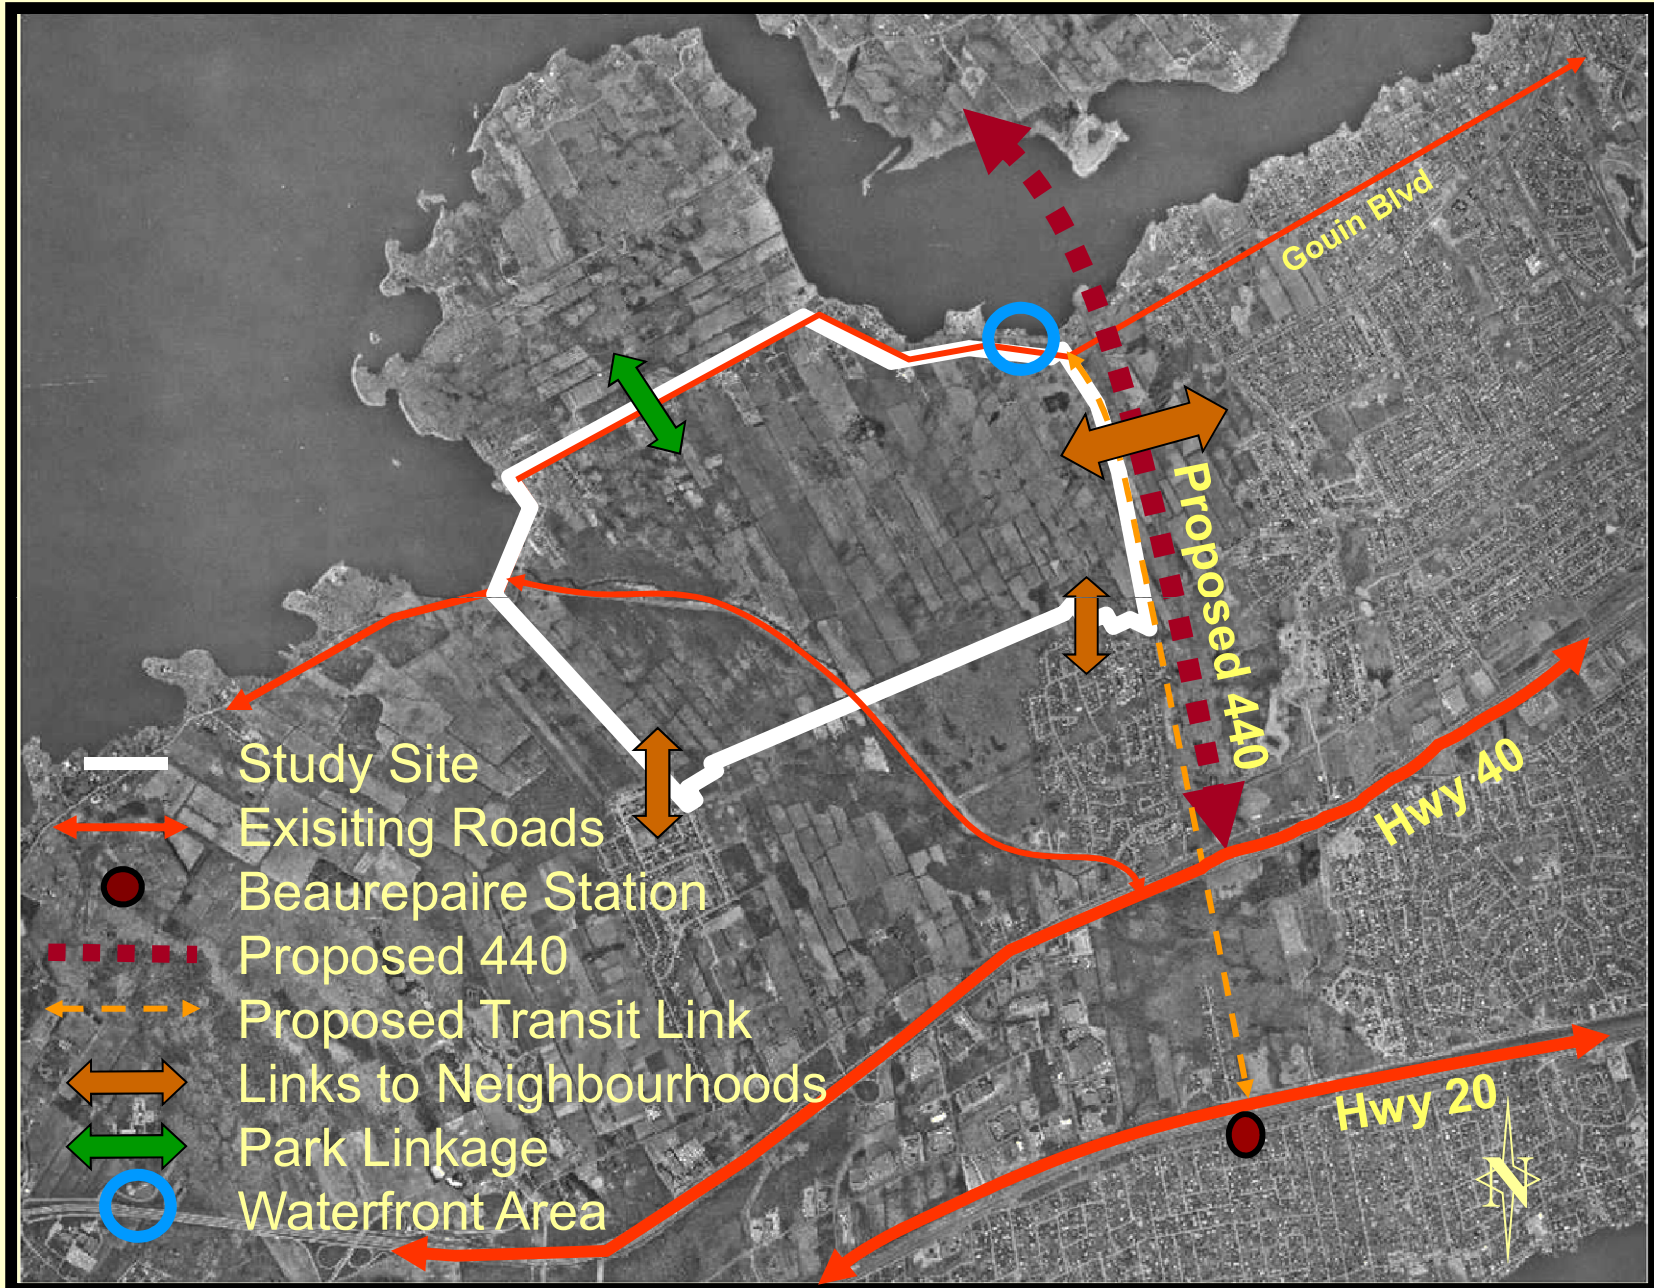 Gouin Blvd
Proposed 440
Hwy 40
Hwy 20
N
Study Site
Exisiting Roads
Beaurepaire Station
Proposed 440
Proposed Transit Link
Links to Neighbourhoods
Park Linkage
Waterfront Area